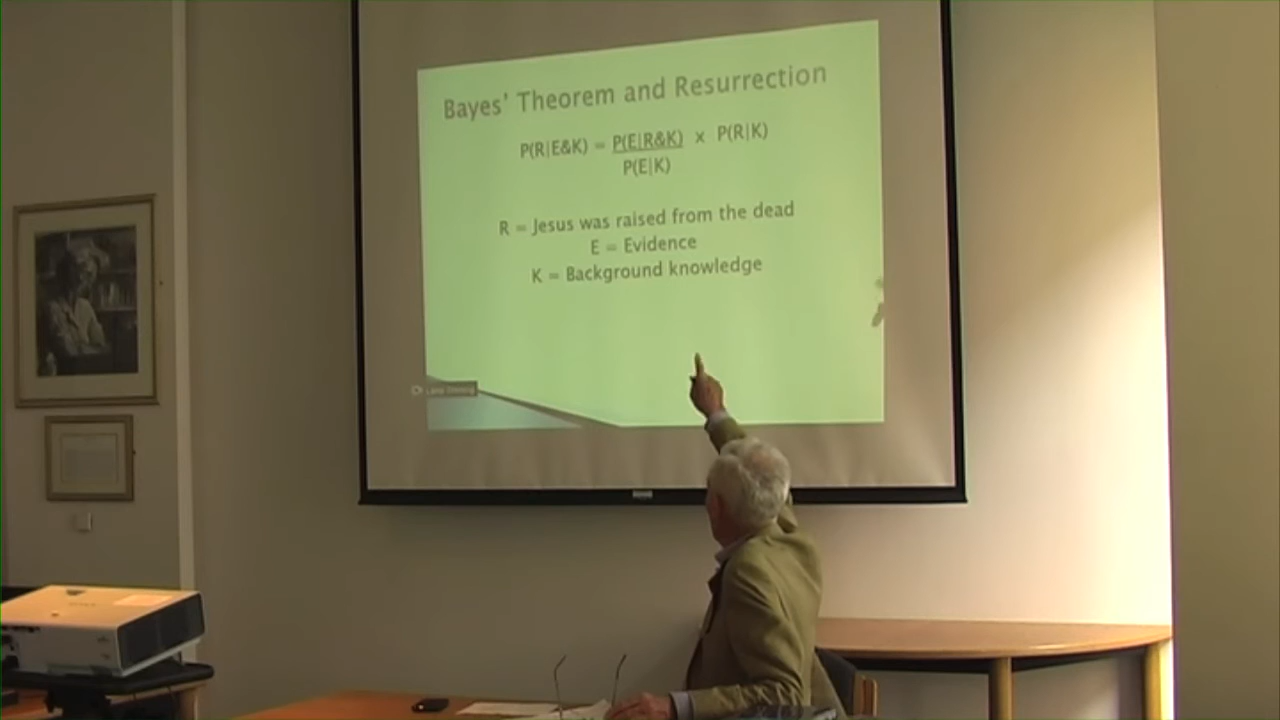 Bayes' Theorem and Resurrection
P(R|E&K) = P(E|R&K) x P(R|K)
P(E|K)
R = Jesus was raised from the dead
E = Evidence
K = Background knowledge